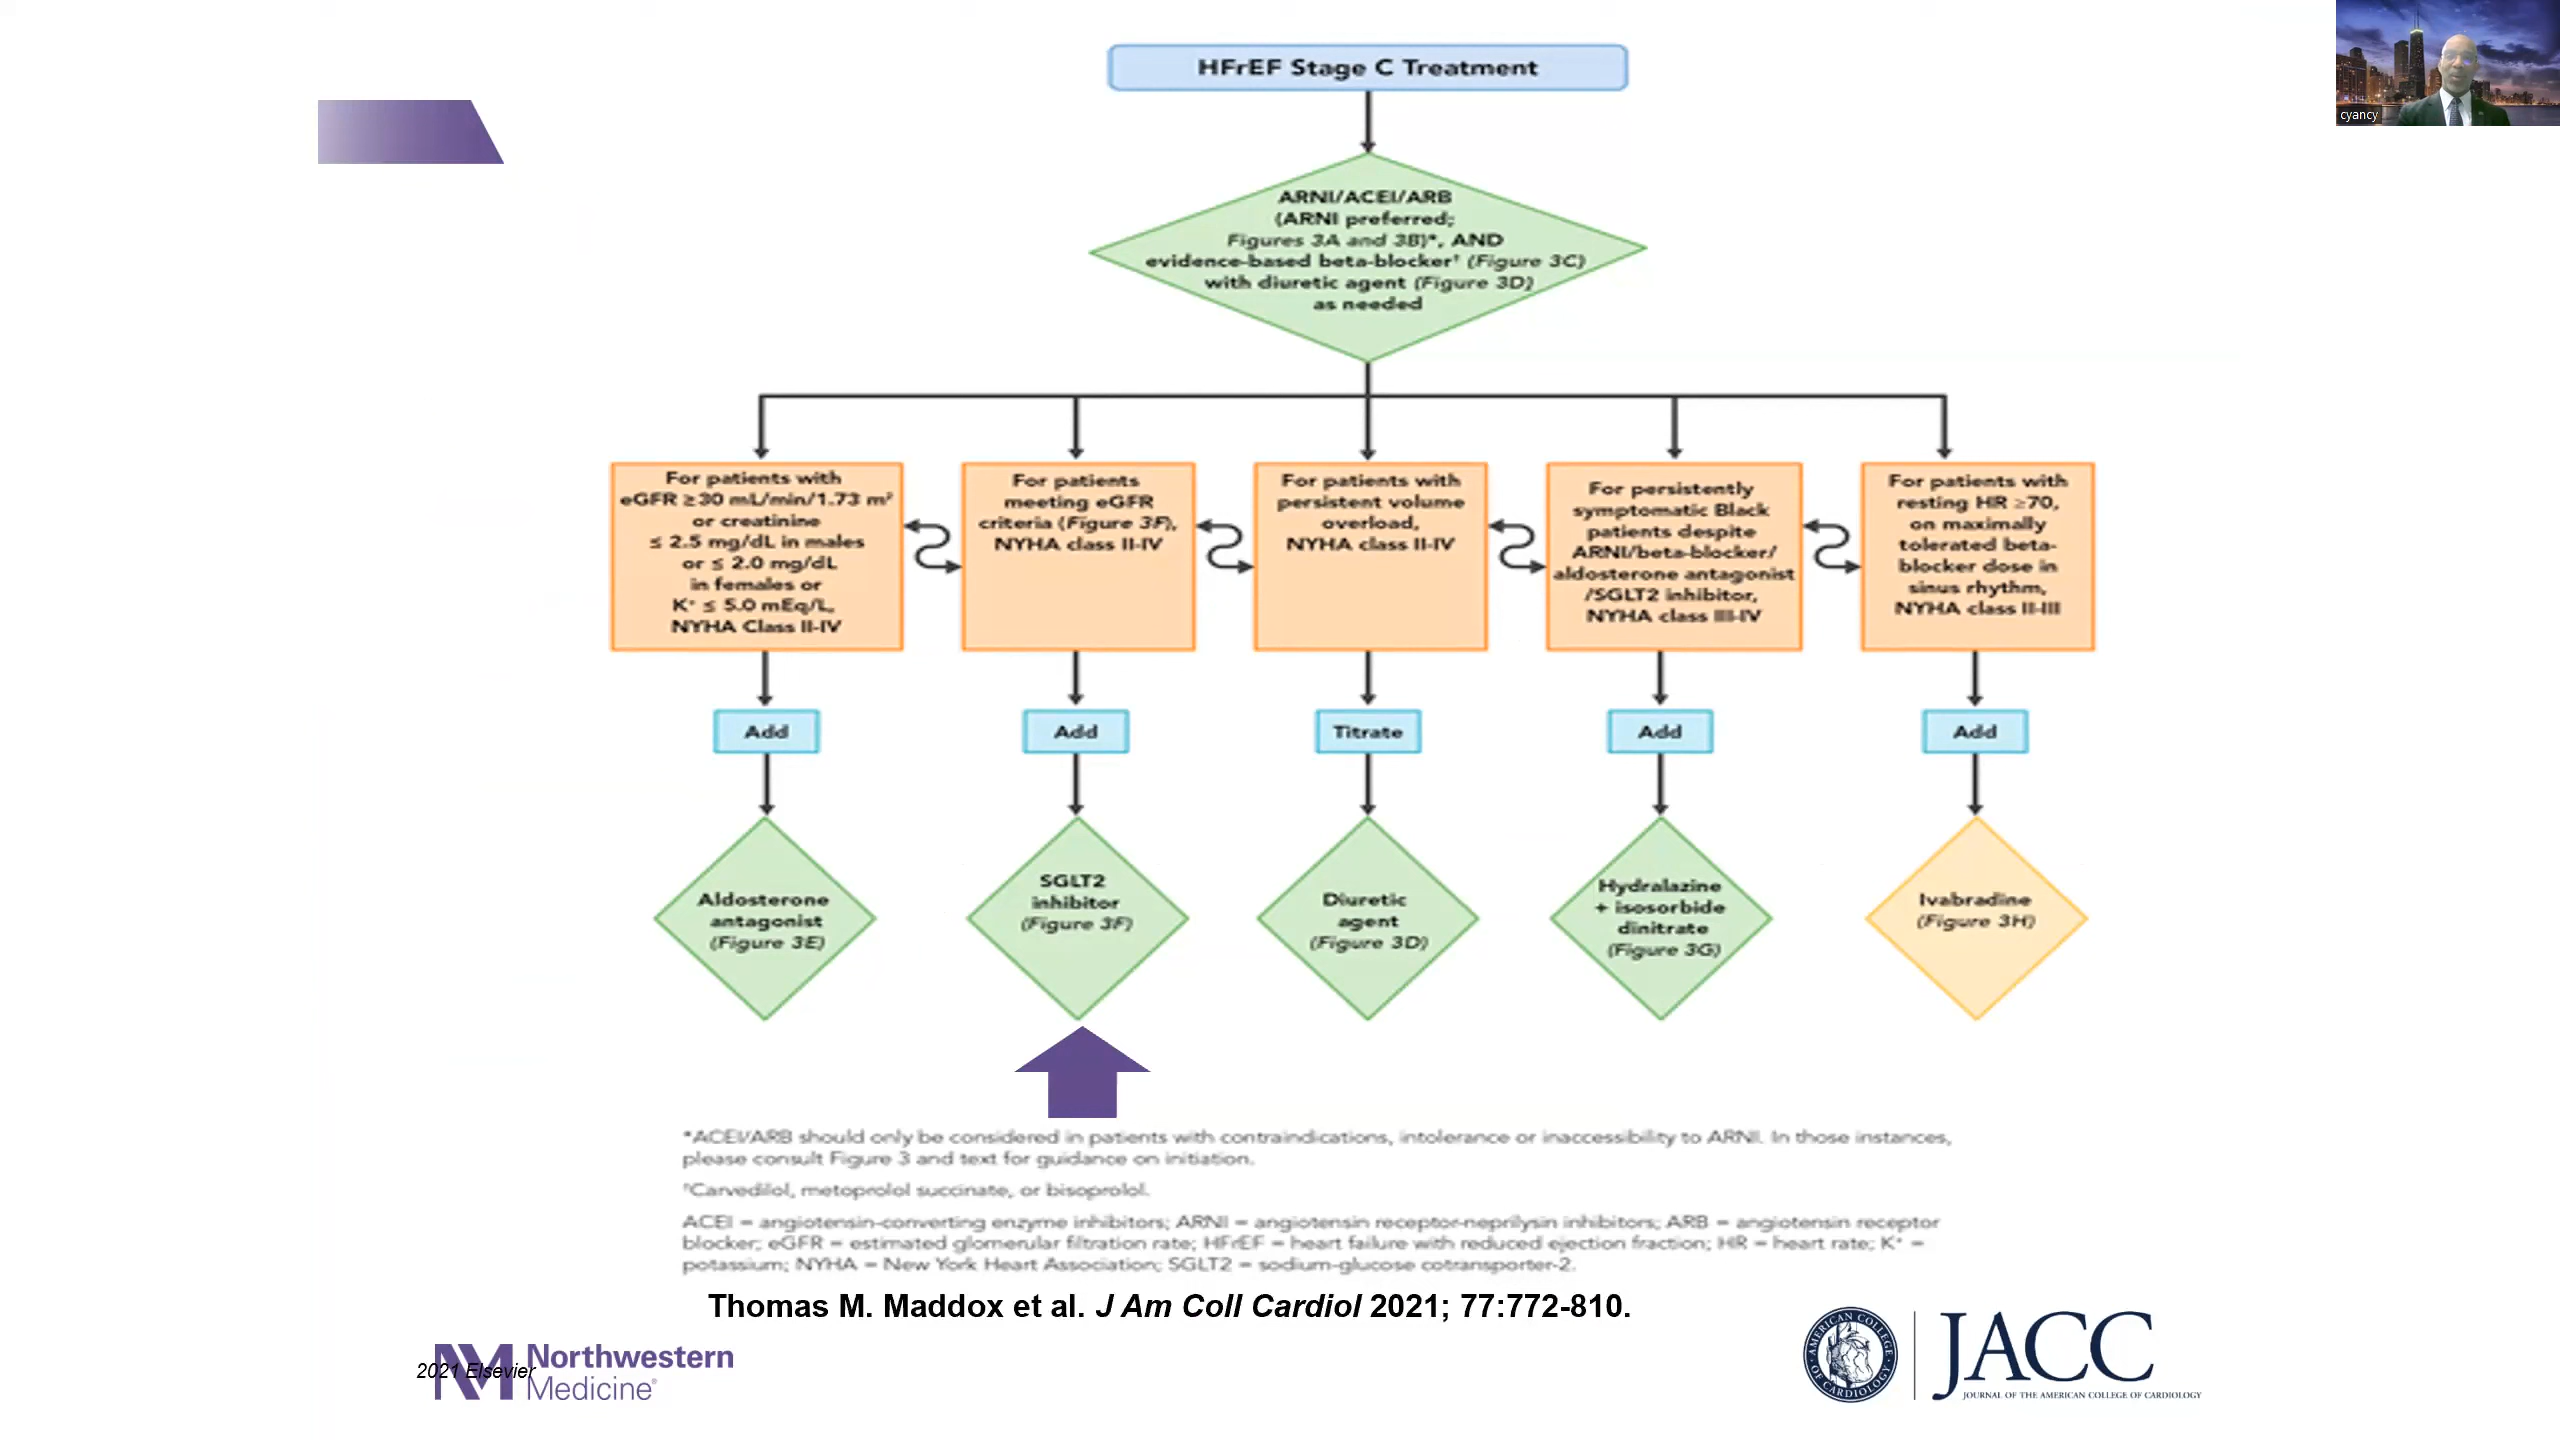 cyancy
HFrEF Stage C Treatment
ARNI/ACEI/ARB
(ARNI preferred;
Figures 3A and 3B)*, AND
evidence-based beta-blocker† (Figure 3C)
with diuretic agent (Figure 3D)
as needed
For patients with
eGFR ≥30 mL/min/1.73 m²
or creatinine
≤ 2.5 mg/dL in males
or ≤ 2.0 mg/dL
in females or
K⁺ ≤ 5.0 mEq/L,
NYHA Class II-IV
For patients
meeting eGFR
criteria (Figure 3F),
NYHA class II-IV
For patients with
persistent volume
overload,
NYHA class II-IV
For persistently
symptomatic Black
patients despite
ARNI/beta-blocker/
aldosterone antagonist
/SGLT2 inhibitor,
NYHA class III-IV
For patients with
resting HR ≥70,
on maximally
tolerated beta-
blocker dose in
sinus rhythm,
NYHA class II-III
Add
Add
Titrate
Add
Add
Aldosterone
antagonist
(Figure 3E)
SGLT2
inhibitor
(Figure 3F)
Diuretic
agent
(Figure 3D)
Hydralazine
+ isosorbide
dinitrate
(Figure 3G)
Ivabradine
(Figure 3H)
*ACEI/ARB should only be considered in patients with contraindications, intolerance or inaccessibility to ARNI. In those instances,
please consult Figure 3 and text for guidance on initiation.
†Carvedilol, metoprolol succinate, or bisoprolol.
ACEI = angiotensin-converting enzyme inhibitors; ARNI = angiotensin receptor-neprilysin inhibitors; ARB = angiotensin receptor
blocker; eGFR = estimated glomerular filtration rate; HFrEF = heart failure with reduced ejection fraction; HR = heart rate; K⁺ =
potassium; NYHA = New York Heart Association; SGLT2 = sodium-glucose cotransporter-2.
Thomas M. Maddox et al. J Am Coll Cardiol 2021; 77:772-810.
2021 Elsevier
NM Northwestern
Medicine®
AMERICAN COLLEGE OF CARDIOLOGY
JACC
JOURNAL OF THE AMERICAN COLLEGE OF CARDIOLOGY